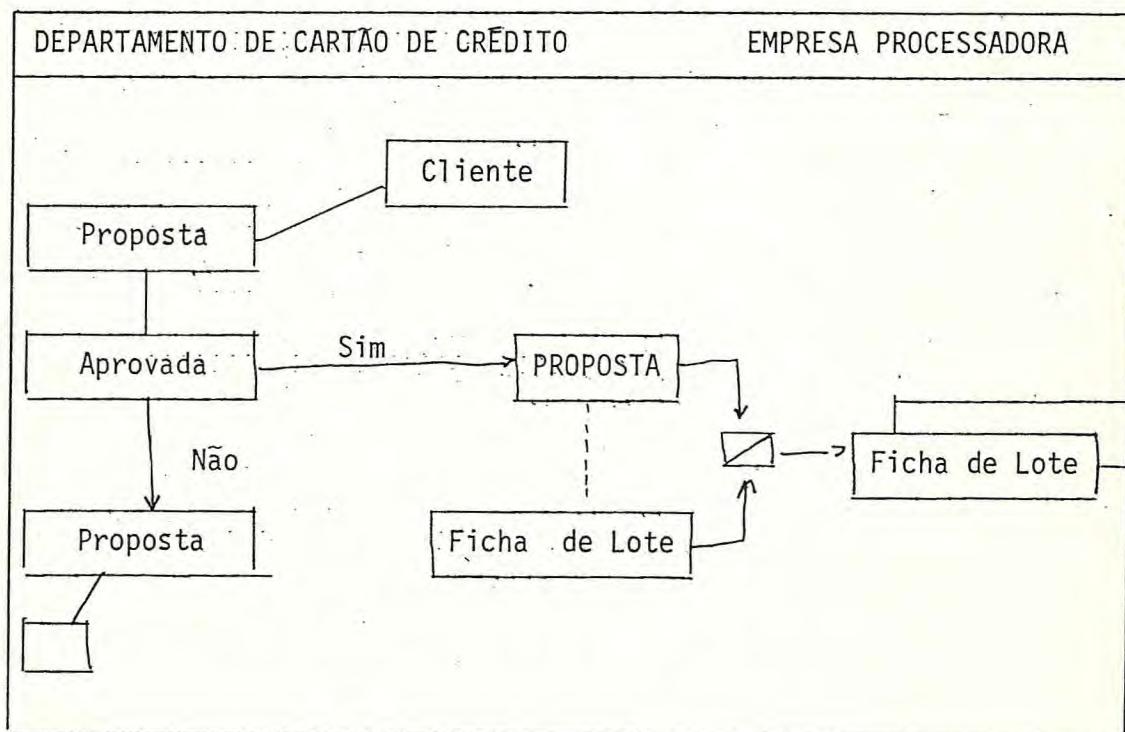 DEPARTAMENTO DE CARTÃO DE CRÉDITO EMPRESA PROCESSADORA
Cliente
Proposta
Aprovada
Sim
PROPOSTA
Ficha de Lote
Não
Proposta
Ficha de Lote